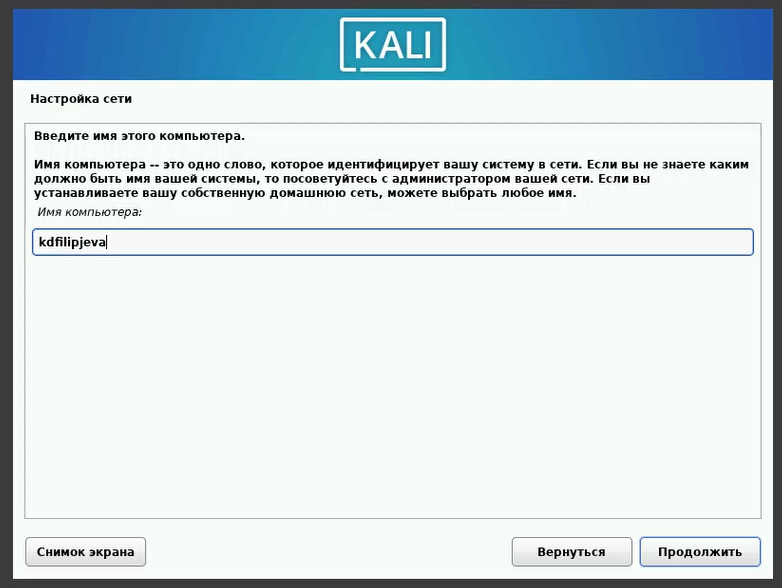 KALI
Настройка сети
Введите имя этого компьютера.
Имя компьютера -- это одно слово, которое идентифицирует вашу систему в сети. Если вы не знаете каким
должно быть имя вашей системы, то посоветуйтесь с администратором вашей сети. Если вы
устанавливаете вашу собственную домашнюю сеть, можете выбрать любое имя.
Имя компьютера:
kdfilipjeva
Снимок экрана
Вернуться
Продолжить